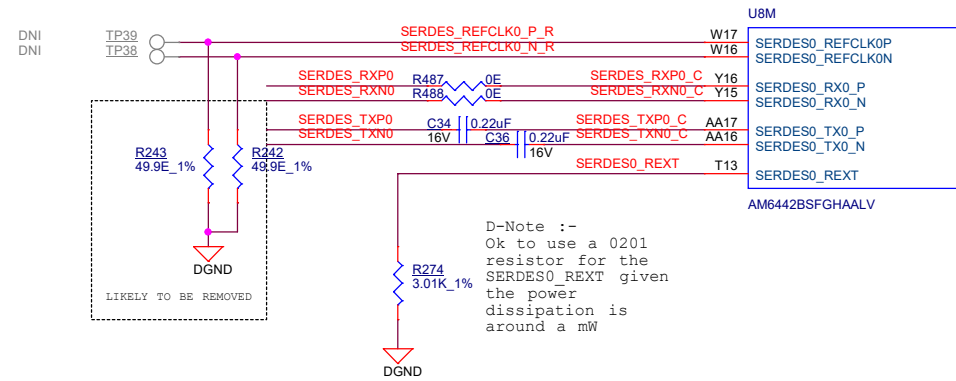 U8M
DNI TP39 SERDES_REFCLK0_P_R W17 SERDES0_REFCLK0P
DNI TP38 SERDES_REFCLK0_N_R W16 SERDES0_REFCLK0N
SERDES_RXP0 R487 0E SERDES_RXP0_C Y16 SERDES0_RX0_P
SERDES_RXN0 R488 0E SERDES_RXN0_C Y15 SERDES0_RX0_N
SERDES_TXP0 C34 0.22uF SERDES_TXP0_C AA17 SERDES0_TX0_P
16V
SERDES_TXN0 C36 0.22uF SERDES_TXN0_C AA16 SERDES0_TX0_N
16V
R243
49.9E_1%
R242
49.9E_1%
SERDES0_REXT T13 SERDES0_REXT
AM6442BSFGHAALV
DGND
LIKELY TO BE REMOVED
R274
3.01K_1%
DGND
D-Note :-
Ok to use a 0201
resistor for the
SERDES0_REXT given
the power
dissipation is
around a mW